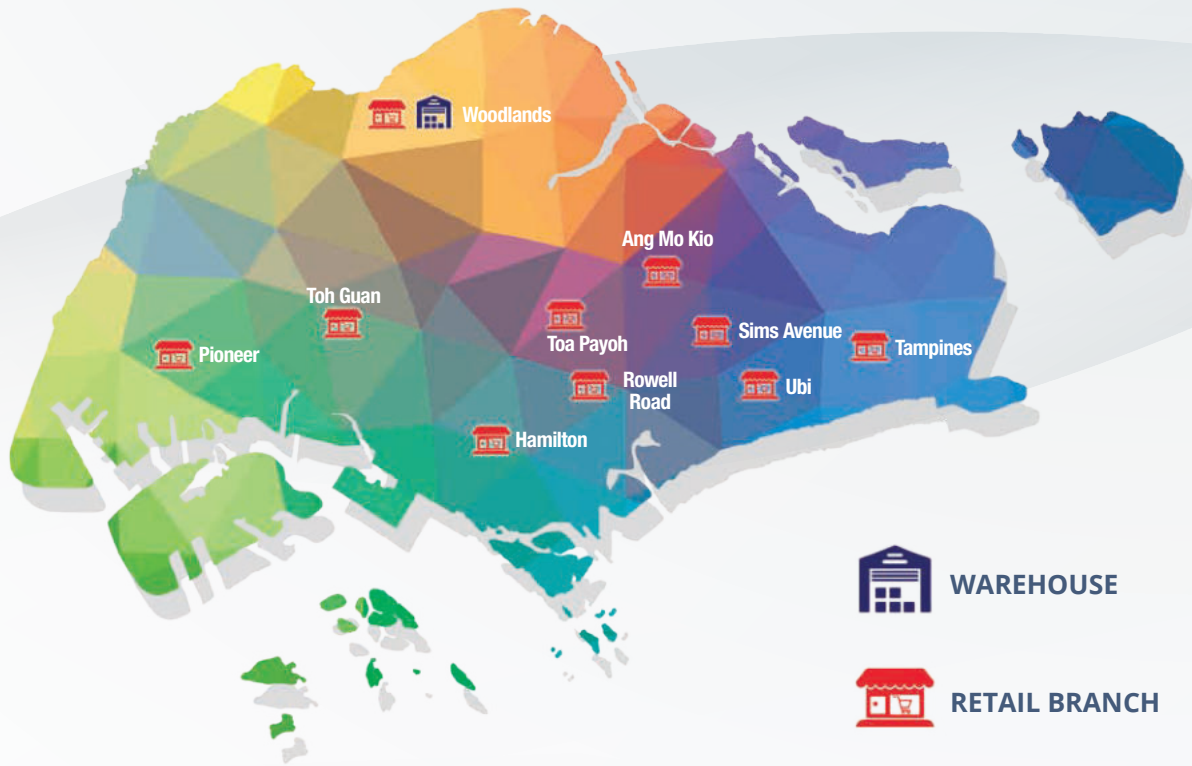 Woodlands
Ang Mo Kio
Toh Guan
Toa Payoh
Sims Avenue
Tampines
Pioneer
Rowell
Road
Ubi
Hamilton
WAREHOUSE
RETAIL BRANCH